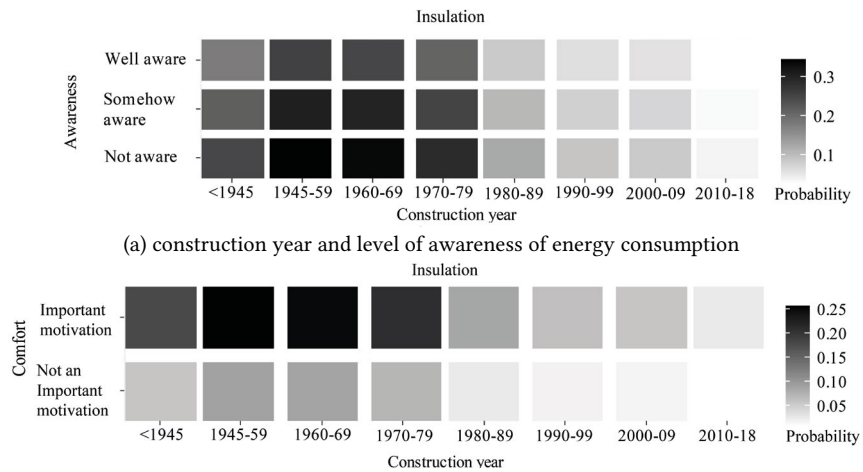 Insulation
Awareness
Well aware
Somehow
aware
Not aware
0.3
0.2
0.1
Probability
<1945 1945-59 1960-69 1970-79 1980-89 1990-99 2000-09 2010-18
Construction year
(a) construction year and level of awareness of energy consumption
Insulation
Comfort
Important
motivation
Not an
Important
motivation
0.25
0.20
0.15
0.10
0.05
Probability
<1945 1945-59 1960-69 1970-79 1980-89 1990-99 2000-09 2010-18
Construction year